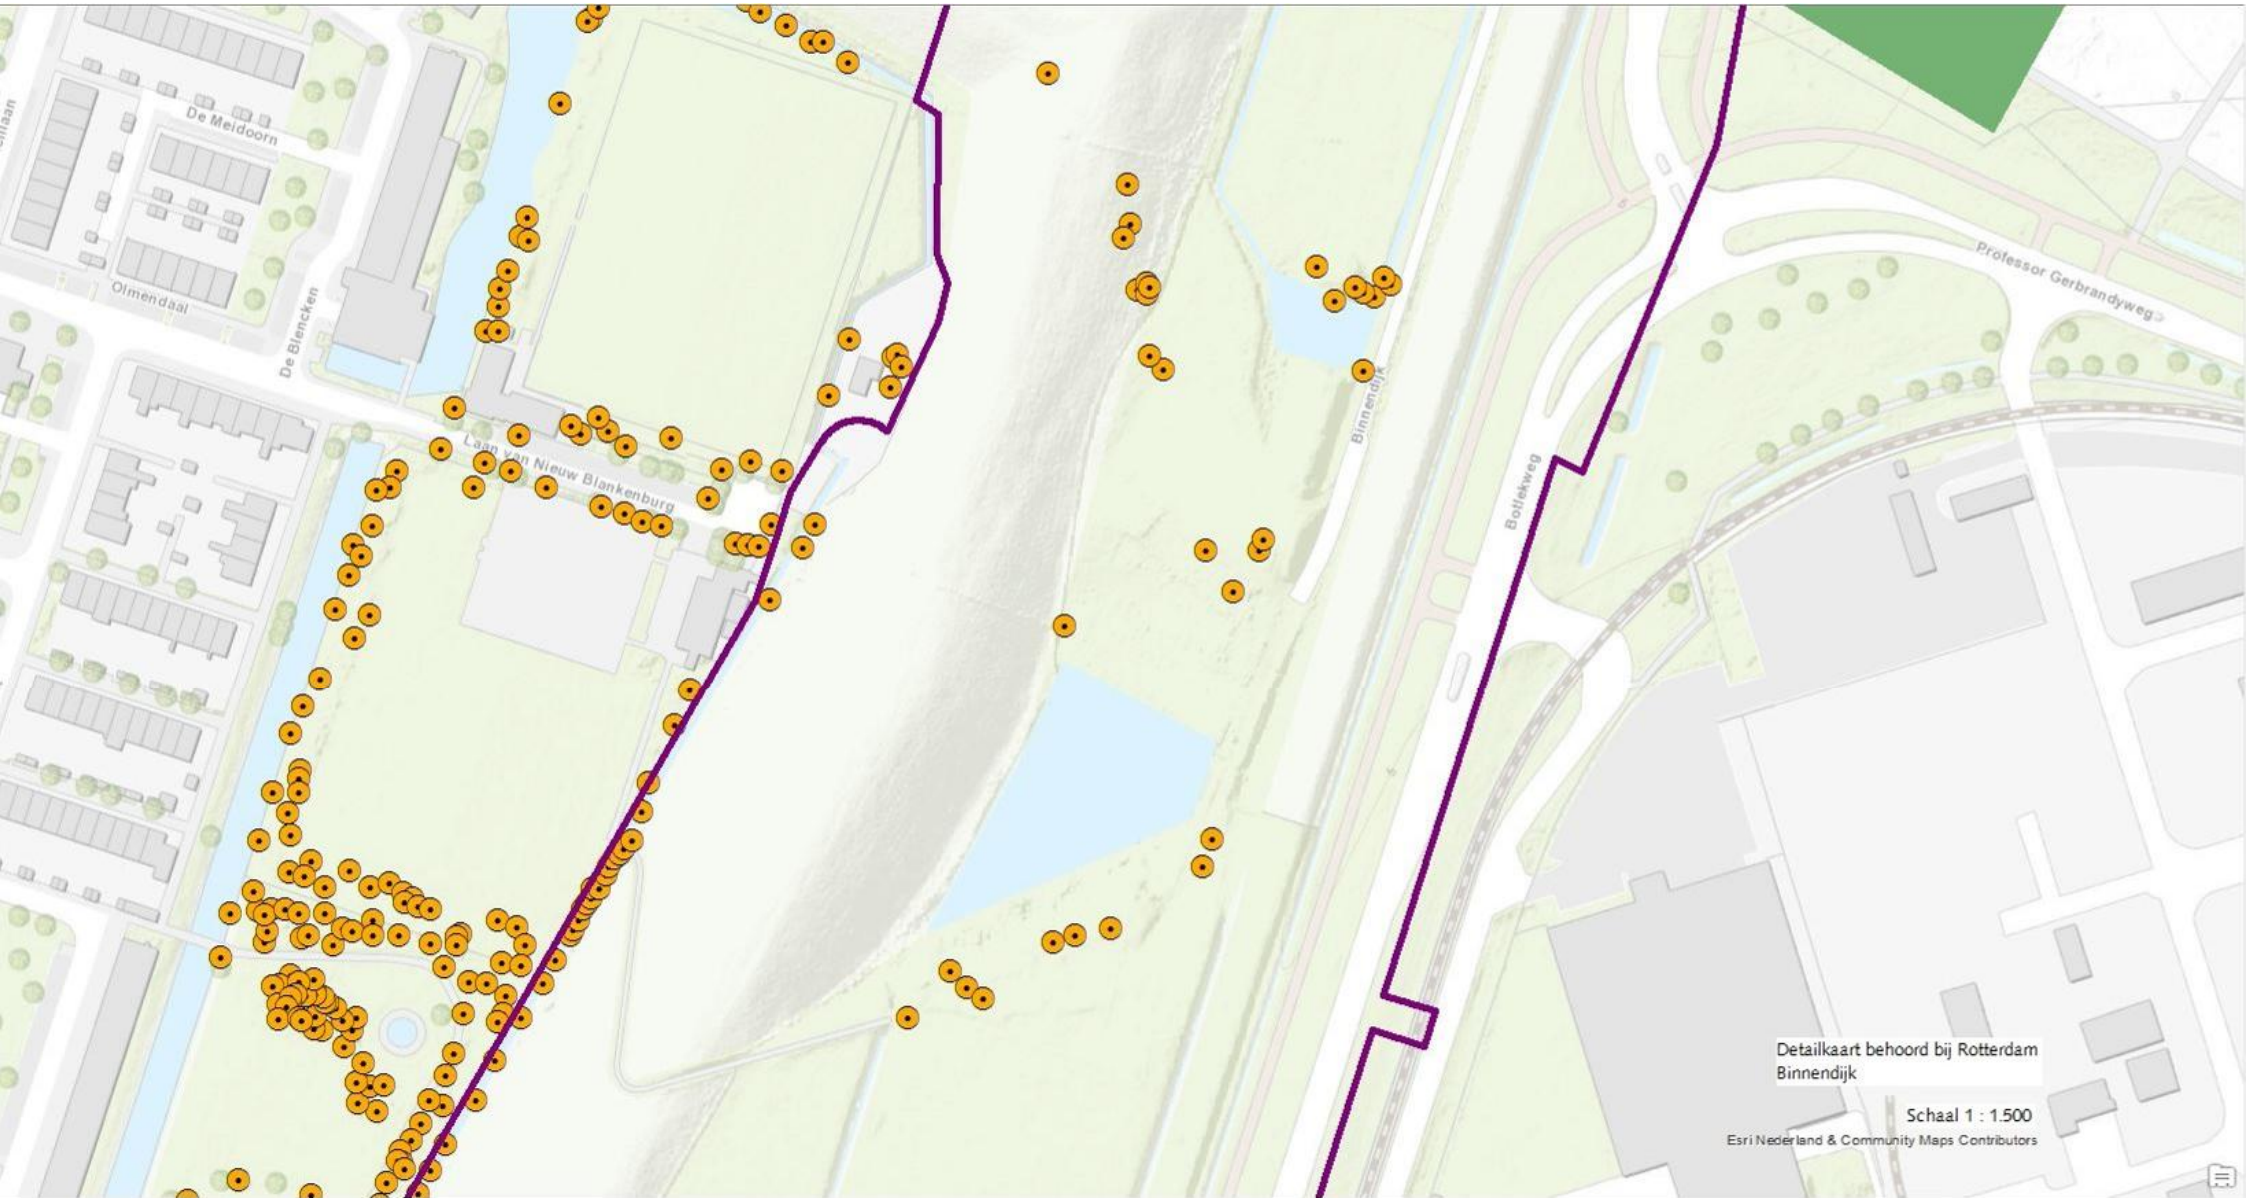 De Meidoorn
Olmendaal
De Blencken
Laan van Nieuw Blankenburg
Binnendijk
Botlekweg
Professor Gerbrandyweg
Detailkaart behoord bij Rotterdam
Binnendijk
Schaal 1 : 1.500
Esri Nederland & Community Maps Contributors